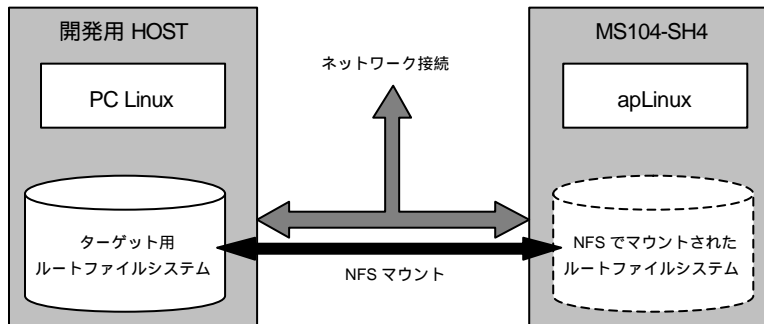 開発用 HOST
PC Linux
ターゲット用
ルートファイルシステム
ネットワーク接続
NFS マウント
MS104-SH4
apLinux
NFS でマウントされた
ルートファイルシステム